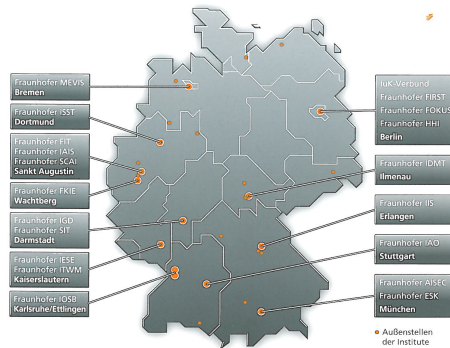 Fraunhofer MEVIS
Bremen
Fraunhofer ISST
Dortmund
Fraunhofer FIT
Fraunhofer IAIS
Fraunhofer SCAI
Sankt Augustin
Fraunhofer FKIE
Wachtberg
Fraunhofer IGD
Fraunhofer SIT
Darmstadt
Fraunhofer IESE
Fraunhofer ITWM
Kaiserslautern
Fraunhofer IOSB
Karlsruhe/Ettlingen
IuK-Verbund
Fraunhofer FIRST
Fraunhofer FOKUS
Fraunhofer HHI
Berlin
Fraunhofer IDMT
Ilmenau
Fraunhofer IIS
Erlangen
Fraunhofer IAO
Stuttgart
Fraunhofer AISEC
Fraunhofer ESK
München
Außenstellen
der Institute